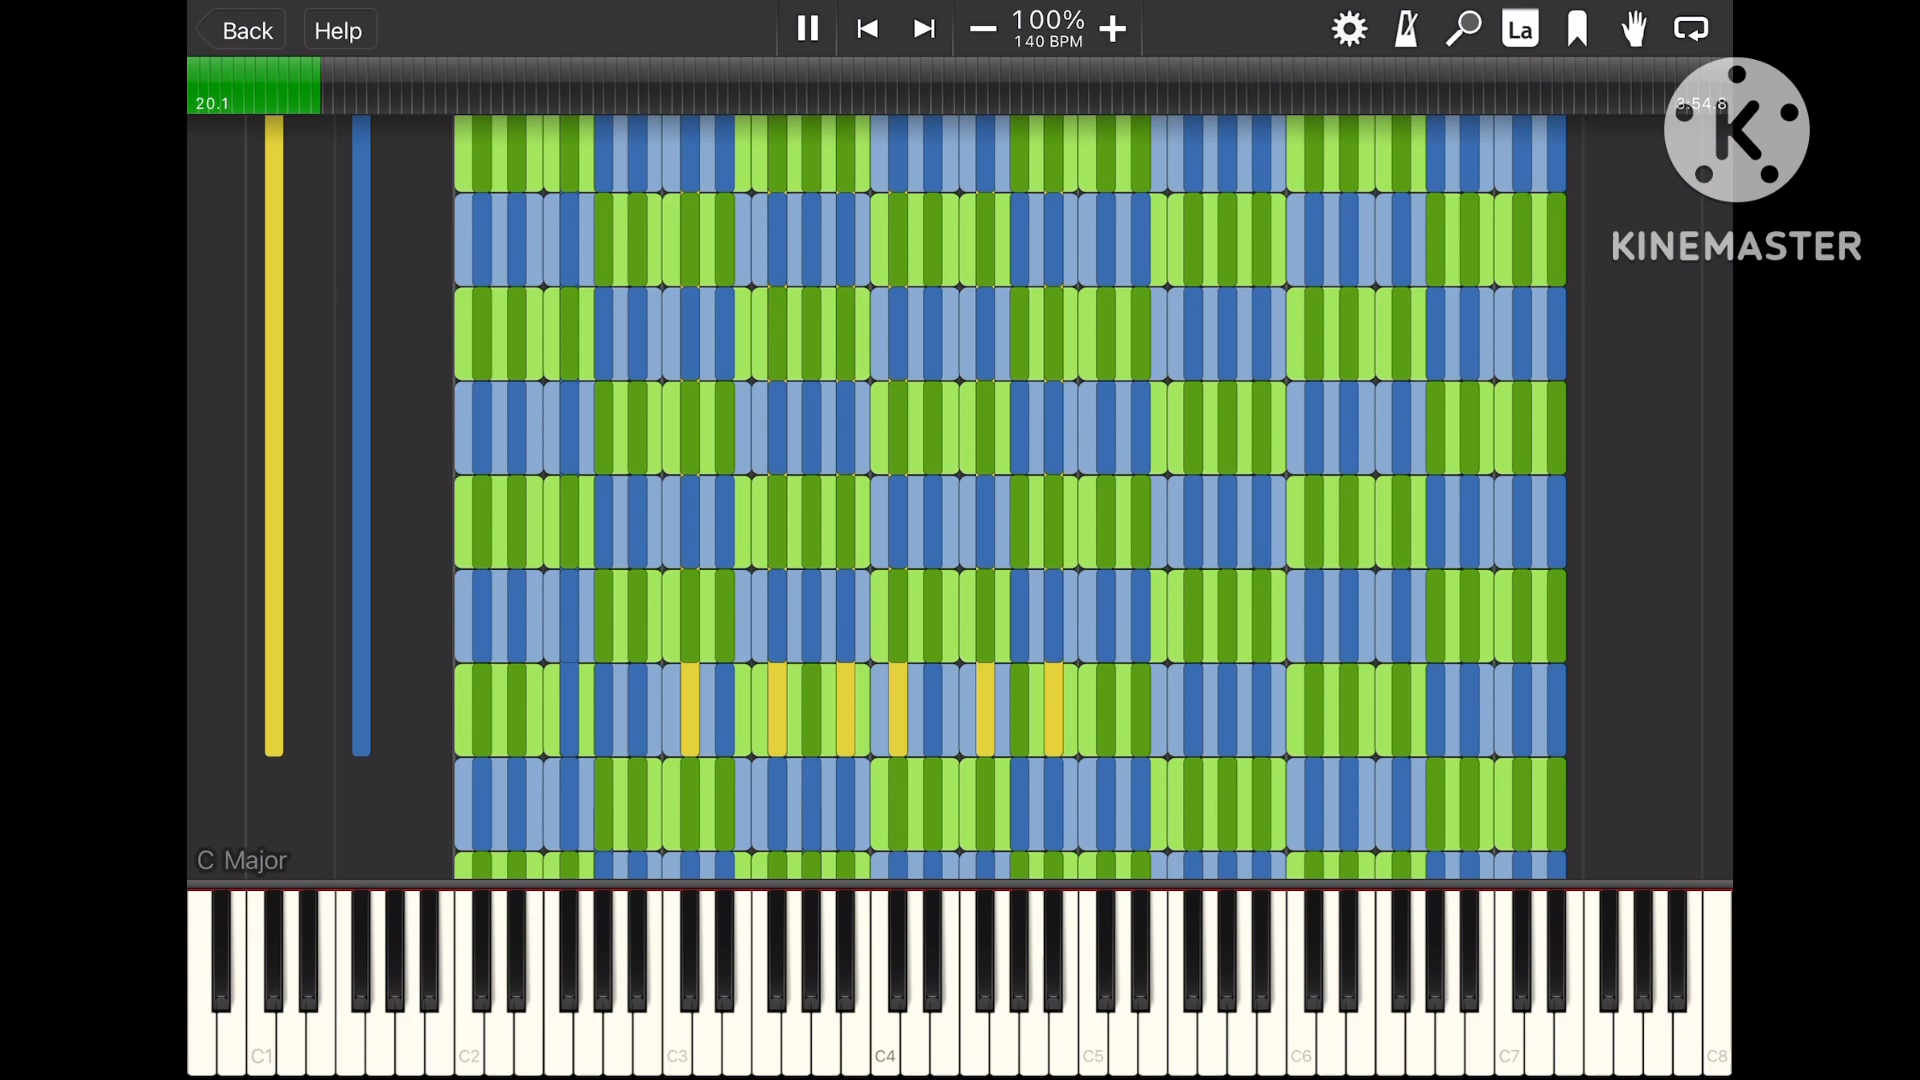 Back
Help
100%
140 BPM
La
20.1
3:54.8
K
KINEMASTER
C Major
C1
C2
C3
C4
C5
C6
C7
C8